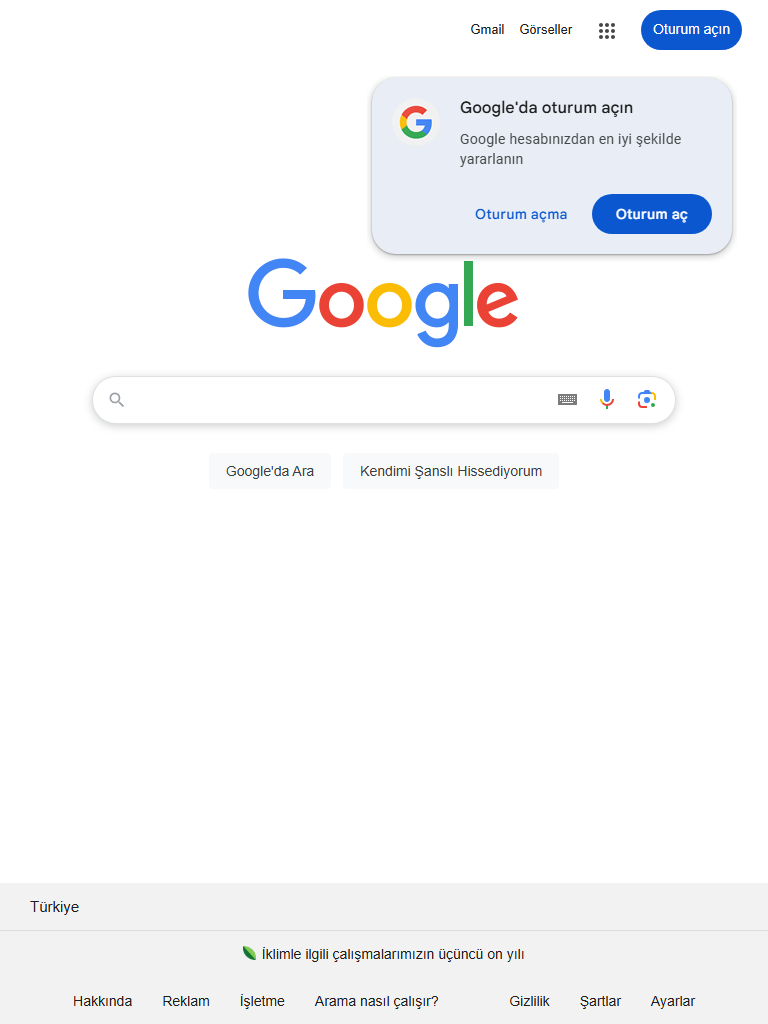 Gmail Görseller Oturum açın
Google'da oturum açın
Google hesabınızdan en iyi şekilde
yararlanın
Oturum açma Oturum aç
Google
Google'da Ara Kendimi Şanslı Hissediyorum
Türkiye
İklimle ilgili çalışmalarımızın üçüncü on yılı
Hakkında Reklam İşletme Arama nasıl çalışır? Gizlilik Şartlar Ayarlar